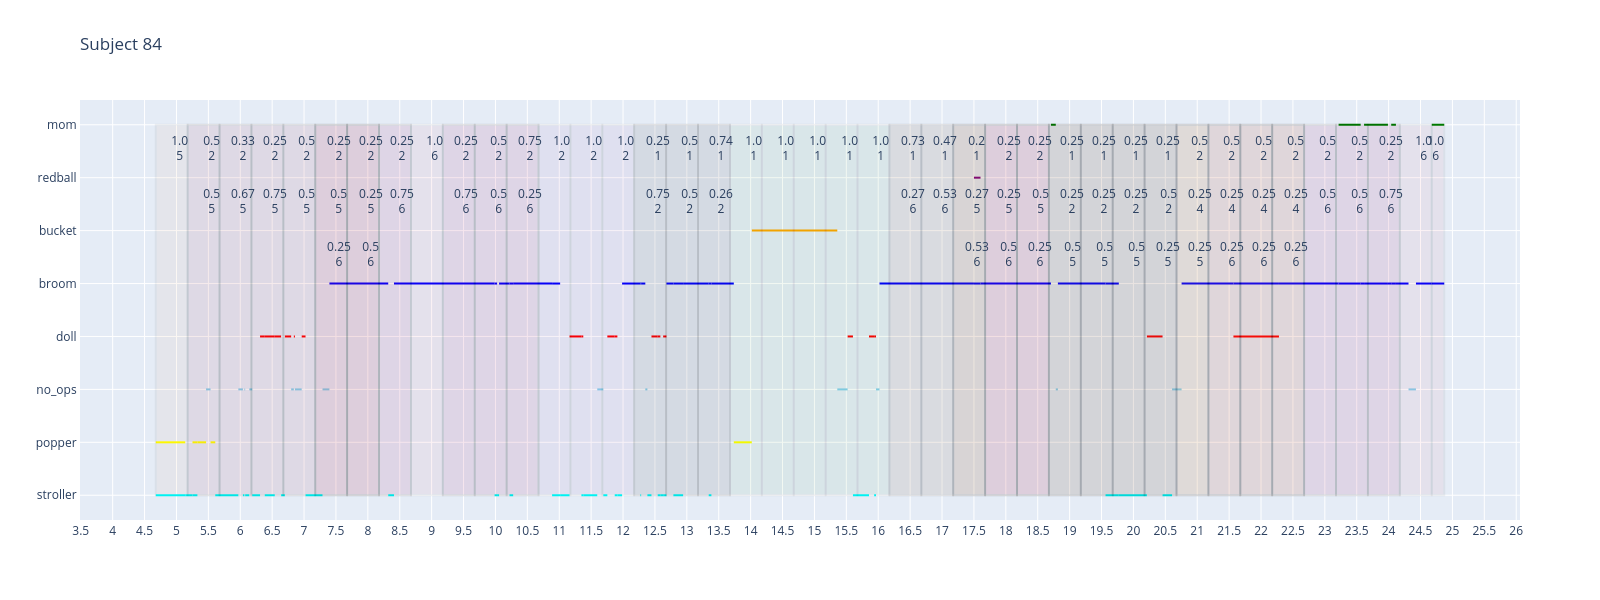 Subject 84
mom
1.0 0.5 0.33 0.25 0.5 0.25 0.25 0.25 1.0 0.25 0.5 0.75 1.0 1.0 1.0 0.25 0.5 0.74 1.0 1.0 1.0 1.0 1.0 0.73 0.47 0.2 0.25 0.25 0.25 0.25 0.25 0.25 0.5 0.5 0.5 0.5 0.5 0.5 0.25 1.0 1.0
5 2 2 2 2 2 2 2 6 2 2 2 2 2 2 1 1 1 1 1 1 1 1 1 1 1 2 2 1 1 1 1 2 2 2 2 2 2 2 6 6
redball
0.5 0.67 0.75 0.5 0.5 0.25 0.75 0.75 0.5 0.25 0.75 0.5 0.26 0.27 0.53 0.27 0.25 0.5 0.25 0.25 0.25 0.5 0.25 0.25 0.25 0.25 0.5 0.5 0.75
5 5 5 5 5 5 6 6 6 6 2 2 2 6 6 5 5 5 2 2 2 2 4 4 4 4 6 6 6
bucket
0.25 0.5 0.53 0.5 0.25 0.5 0.5 0.5 0.25 0.25 0.25 0.25 0.25
6 6 6 6 6 5 5 5 5 5 6 6 6
broom
doll
no_ops
popper
stroller
3.5 4 4.5 5 5.5 6 6.5 7 7.5 8 8.5 9 9.5 10 10.5 11 11.5 12 12.5 13 13.5 14 14.5 15 15.5 16 16.5 17 17.5 18 18.5 19 19.5 20 20.5 21 21.5 22 22.5 23 23.5 24 24.5 25 25.5 26